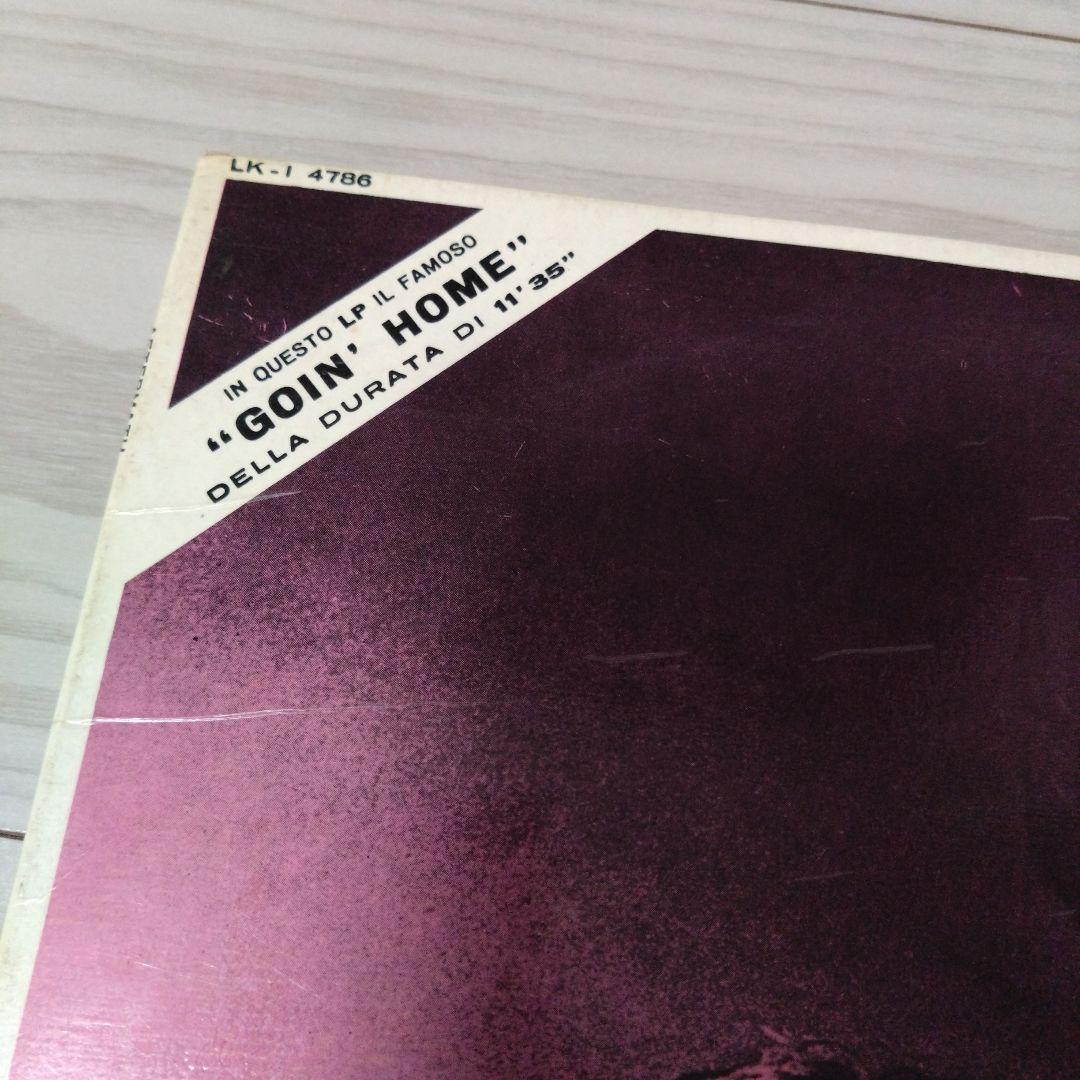 LK-I 4786
IN QUESTO LP IL FAMOSO
“GOIN' HOME”
DELLA DURATA DI 11'35”